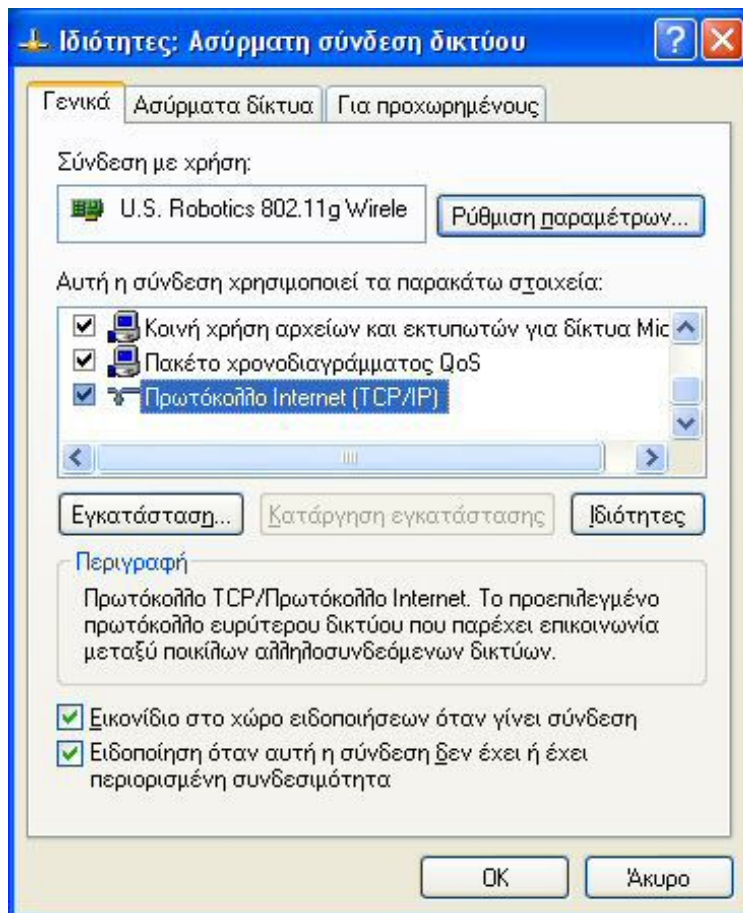 Ιδιότητες: Ασύρματη σύνδεση δικτύου
Γενικά Ασύρματα δίκτυα Για προχωρημένους
Σύνδεση με χρήση:
U.S. Robotics 802.11g Wirele Ρύθμιση παραμέτρων...
Αυτή η σύνδεση χρησιμοποιεί τα παρακάτω στοιχεία:
Κοινή χρήση αρχείων και εκτυπωτών για δίκτυα Mic
Πακέτο χρονοδιαγράμματος QoS
Πρωτόκολλο Internet (TCP/IP)
Εγκατάσταση... Κατάργηση εγκατάστασης Ιδιότητες
Περιγραφή
Πρωτόκολλο TCP/Πρωτόκολλο Internet. Το προεπιλεγμένο
πρωτόκολλο ευρύτερου δικτύου που παρέχει επικοινωνία
μεταξύ ποικίλων αλληλοσυνδεόμενων δικτύων.
Εικονίδιο στο χώρο ειδοποιήσεων όταν γίνει σύνδεση
Ειδοποίηση όταν αυτή η σύνδεση δεν έχει ή έχει
περιορισμένη συνδεσιμότητα
OK Άκυρο